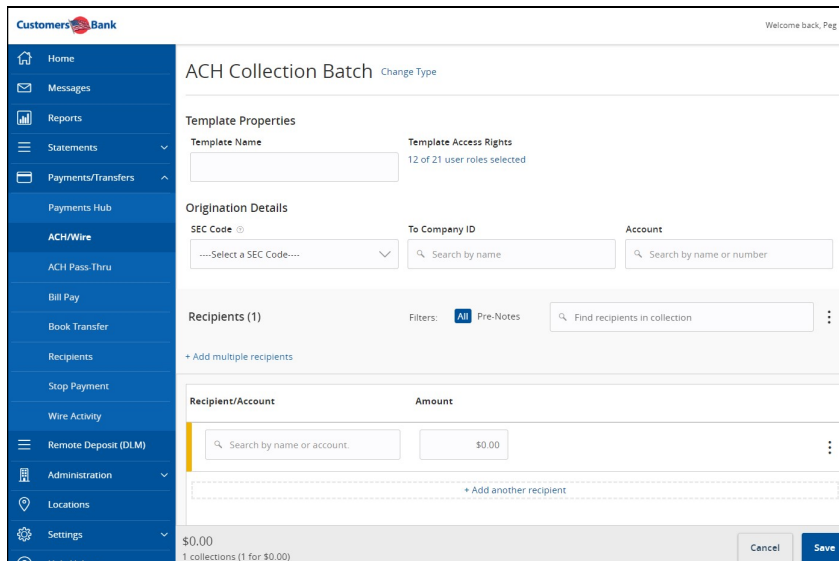 Customers Bank
Welcome back, Peg
Home
Messages
Reports
Statements
Payments/Transfers
Payments Hub
ACH/Wire
ACH Pass-Thru
Bill Pay
Book Transfer
Recipients
Stop Payment
Wire Activity
Remote Deposit (DLM)
Administration
Locations
Settings
ACH Collection Batch Change Type
Template Properties
Template Name Template Access Rights
12 of 21 user roles selected
Origination Details
SEC Code To Company ID Account
----Select a SEC Code---- Search by name Search by name or number
Recipients (1) Filters: All Pre-Notes Find recipients in collection
+ Add multiple recipients
Recipient/Account Amount
Search by name or account. $0.00
+ Add another recipient
$0.00
1 collections (1 for $0.00)
Cancel Save